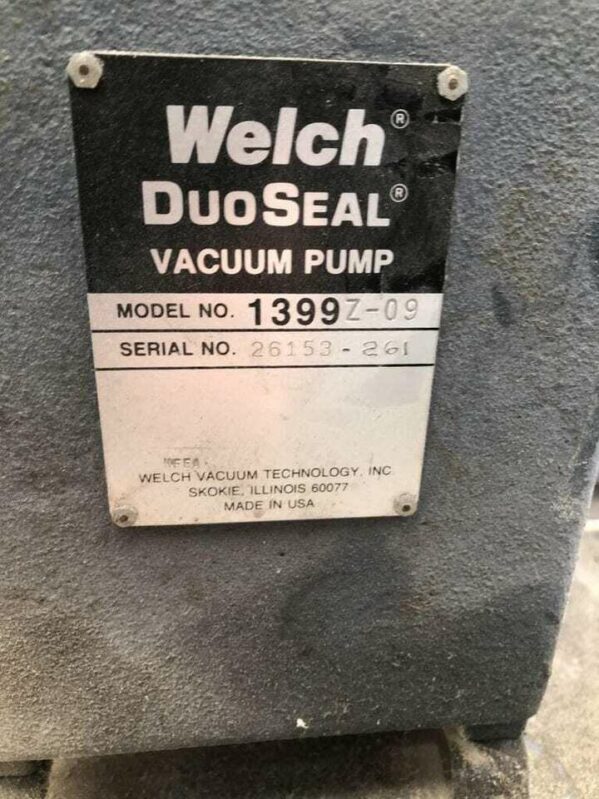 Welch®
DUOSEAL®
VACUUM PUMP
MODEL NO. 1399Z-09
SERIAL NO. 26153-261
WELCH VACUUM TECHNOLOGY, INC
SKOKIE, ILLINOIS 60077
MADE IN USA